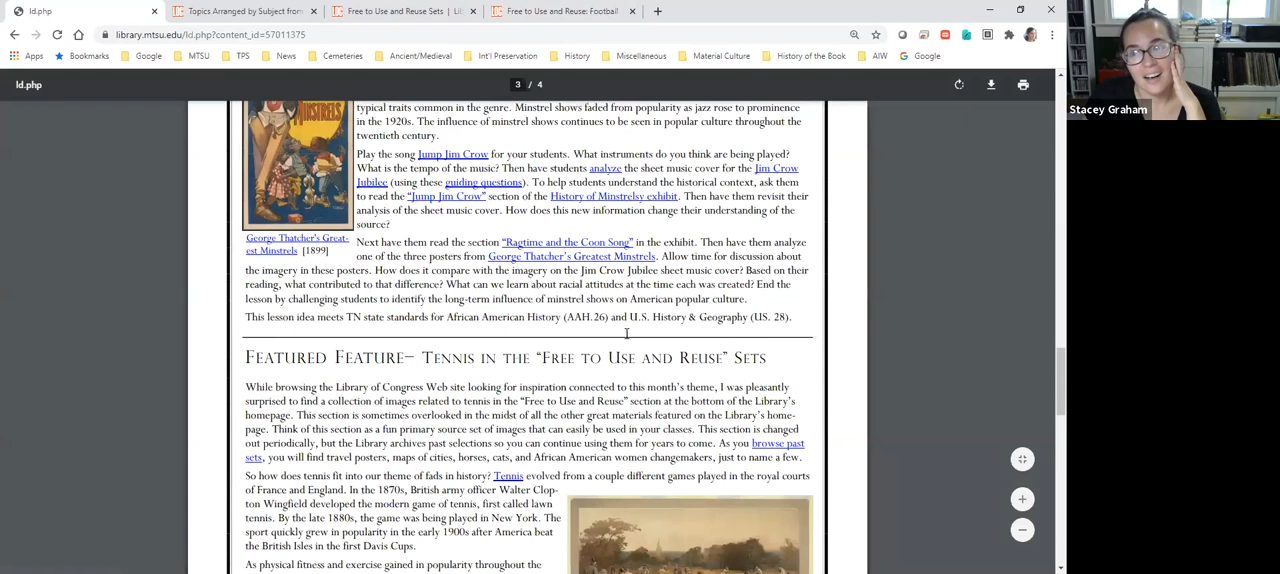 ld.php
Topics Arranged by Subject from
Free to Use and Reuse Sets | Lib
Free to Use and Reuse: Football
library.mtsu.edu/ld.php?content_id=57011375
Apps Bookmarks Google MTSU TPS News Cemeteries Ancient/Medieval Int'l Preservation History Miscellaneous Material Culture History of the Book AIW Google
ld.php 3 / 4
Stacey Graham
MINSTRELS
George Thatcher's Great-
est Minstrels [1899]
typical traits common in the genre. Minstrel shows faded from popularity as jazz rose to prominence
in the 1920s. The influence of minstrel shows continues to be seen in popular culture throughout the
twentieth century.
Play the song Jump Jim Crow for your students. What instruments do you think are being played?
What is the tempo of the music? Then have students analyze the sheet music cover for the Jim Crow
Jubilee (using these guiding questions). To help students understand the historical context, ask them
to read the "Jump Jim Crow" section of the History of Minstrelsy exhibit. Then have them revisit their
analysis of the sheet music cover. How does this new information change their understanding of the
source?
Next have them read the section "Ragtime and the Coon Song" in the exhibit. Then have them analyze
one of the three posters from George Thatcher's Greatest Minstrels. Allow time for discussion about
the imagery in these posters. How does it compare with the imagery on the Jim Crow Jubilee sheet music cover? Based on their
reading, what contributed to that difference? What can we learn about racial attitudes at the time each was created? End the
lesson by challenging students to identify the long-term influence of minstrel shows on American popular culture.
This lesson idea meets TN state standards for African American History (AAH.26) and U.S. History & Geography (US. 28).
Featured Feature– Tennis in the "Free to Use and Reuse" Sets
While browsing the Library of Congress Web site looking for inspiration connected to this month's theme, I was pleasantly
surprised to find a collection of images related to tennis in the "Free to Use and Reuse" section at the bottom of the Library's
homepage. This section is sometimes overlooked in the midst of all the other great materials featured on the Library's home-
page. Think of this section as a fun primary source set of images that can easily be used in your classes. This section is changed
out periodically, but the Library archives past selections so you can continue using them for years to come. As you browse past
sets, you will find travel posters, maps of cities, horses, cats, and African American women changemakers, just to name a few.
So how does tennis fit into our theme of fads in history? Tennis evolved from a couple different games played in the royal courts
of France and England. In the 1870s, British army officer Walter Clop-
ton Wingfield developed the modern game of tennis, first called lawn
tennis. By the late 1880s, the game was being played in New York. The
sport quickly grew in popularity in the early 1900s after America beat
the British Isles in the first Davis Cups.
As physical fitness and exercise gained in popularity throughout the